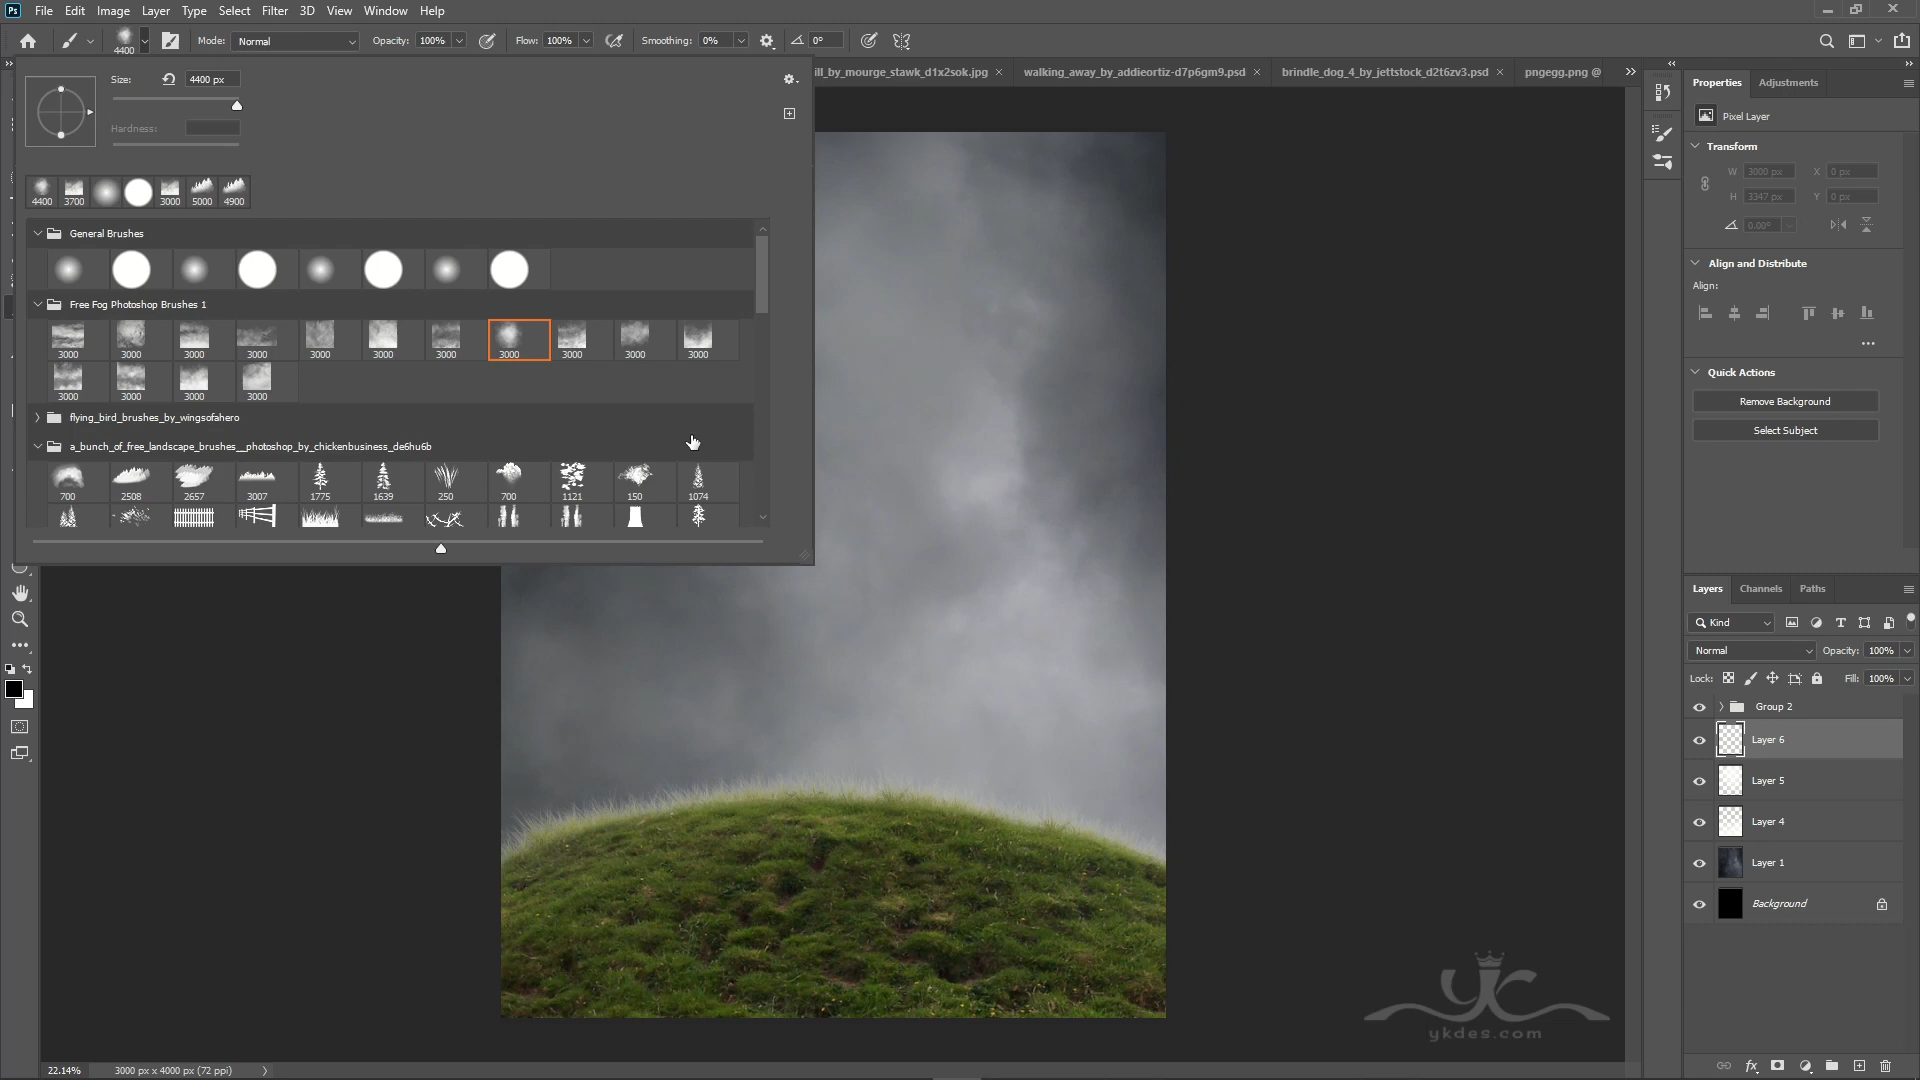 Ps File Edit Image Layer Type Select Filter 3D View Window Help
4400 Mode: Normal Opacity: 100% Flow: 100% Smoothing: 0% 0°
ill_by_mourge_stawk_d1x2sok.jpg × walking_away_by_addieortiz-d7p6gm9.psd × brindle_dog_4_by_jettstock_d2t6zv3.psd × pngegg.png @
Size: 4400 px
Hardness:
4400 3700 3000 5000 4900
General Brushes
Free Fog Photoshop Brushes 1
3000 3000 3000 3000 3000 3000 3000 3000 3000 3000 3000
3000 3000 3000 3000
flying_bird_brushes_by_wingsofahero
a_bunch_of_free_landscape_brushes__photoshop_by_chickenbusiness_de6hu6b
700 2508 2657 3007 1775 1639 250 700 1121 150 1074
Properties Adjustments
Pixel Layer
Transform
W 3000 px X 0 px
H 3347 px Y 0 px
0.00°
Align and Distribute
Align:
Quick Actions
Remove Background
Select Subject
Layers Channels Paths
Kind
Normal Opacity: 100%
Lock: Fill: 100%
Group 2
Layer 6
Layer 5
Layer 4
Layer 1
Background
fx
yk
ykdes.com
22.14% 3000 px x 4000 px (72 ppi)